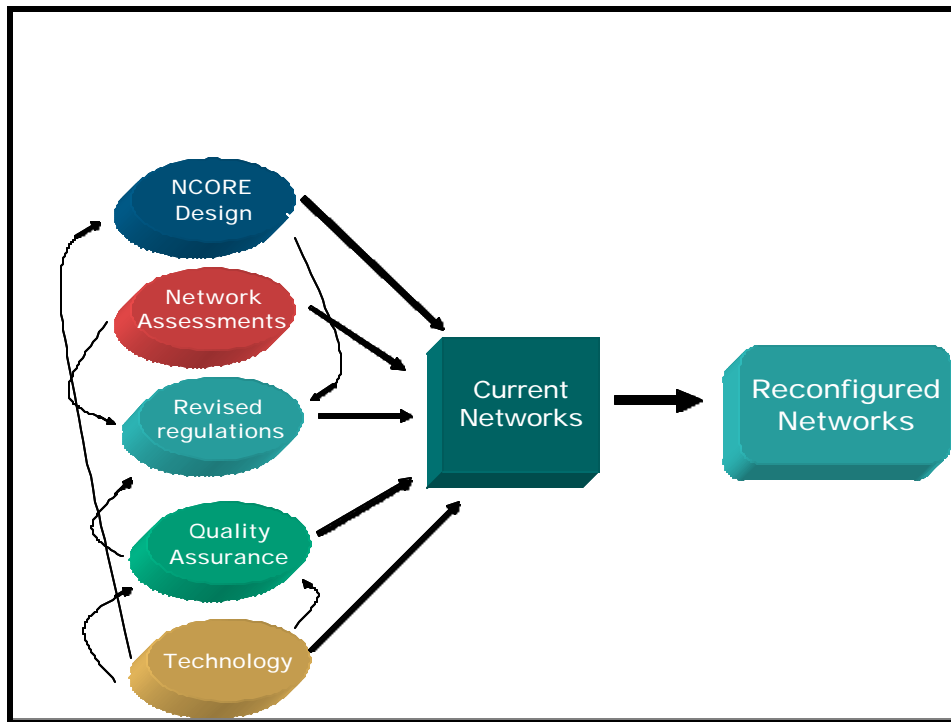 NCORE
Design
Network
Assessments
Revised
regulations
Quality
Assurance
Technology
Current
Networks
Reconfigured
Networks